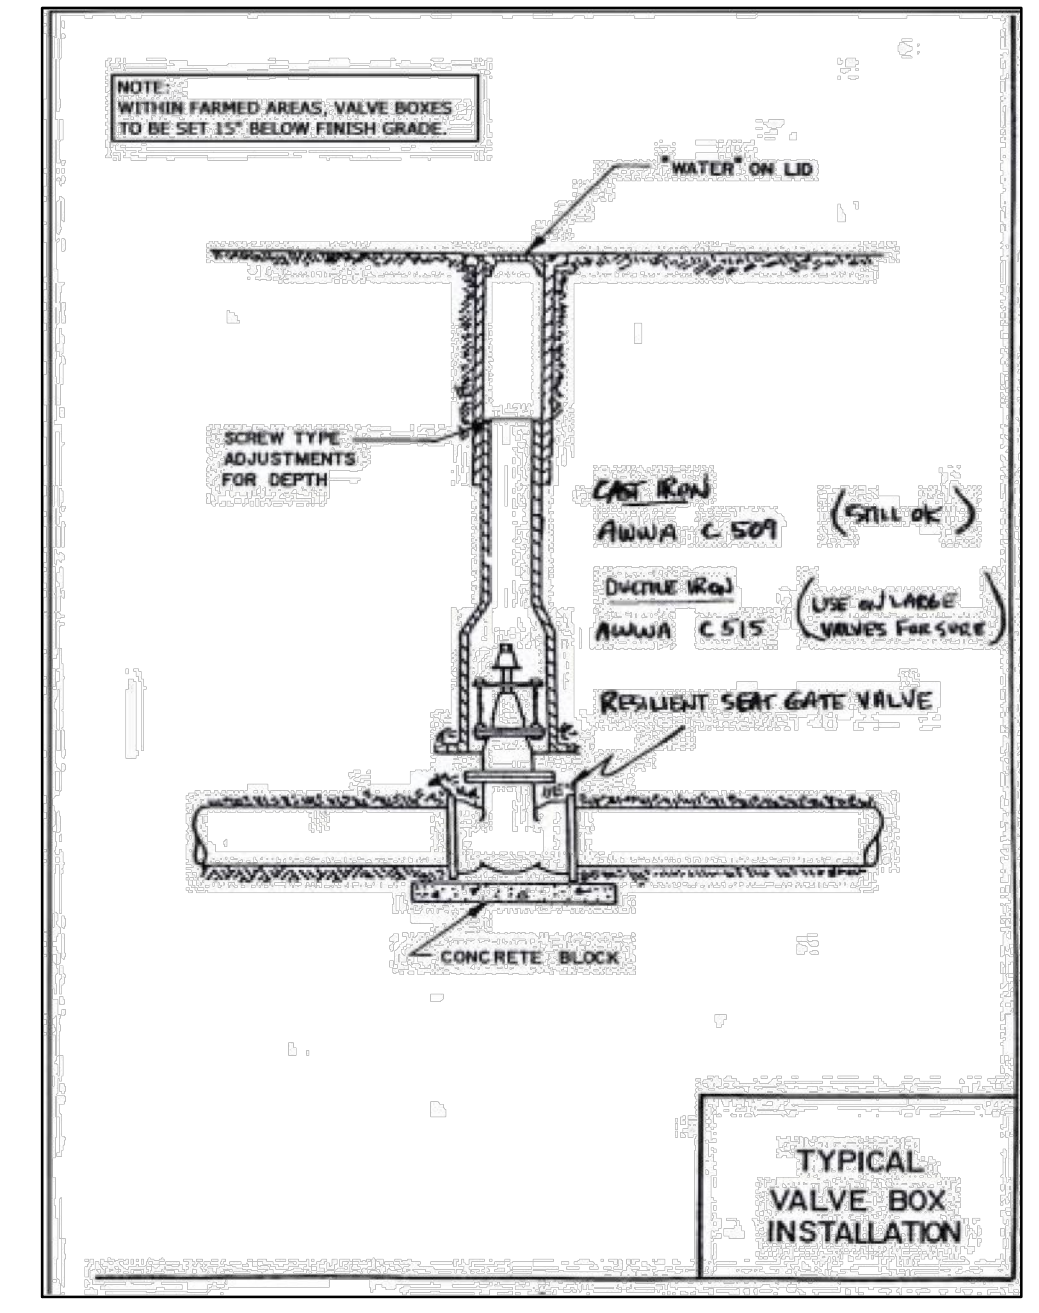 NOTE:
WITHIN FARMED AREAS, VALVE BOXES
TO BE SET 15" BELOW FINISH GRADE.
"WATER" ON LID
SCREW TYPE
ADJUSTMENTS
FOR DEPTH
CAST IRON
AWWA C 509
(STILL OK)
DUCTILE IRON
AWWA C 515
(USE ON LARGE
VALVES FOR SURE)
RESILIENT SEAT GATE VALVE
CONCRETE BLOCK
TYPICAL
VALVE BOX
INSTALLATION